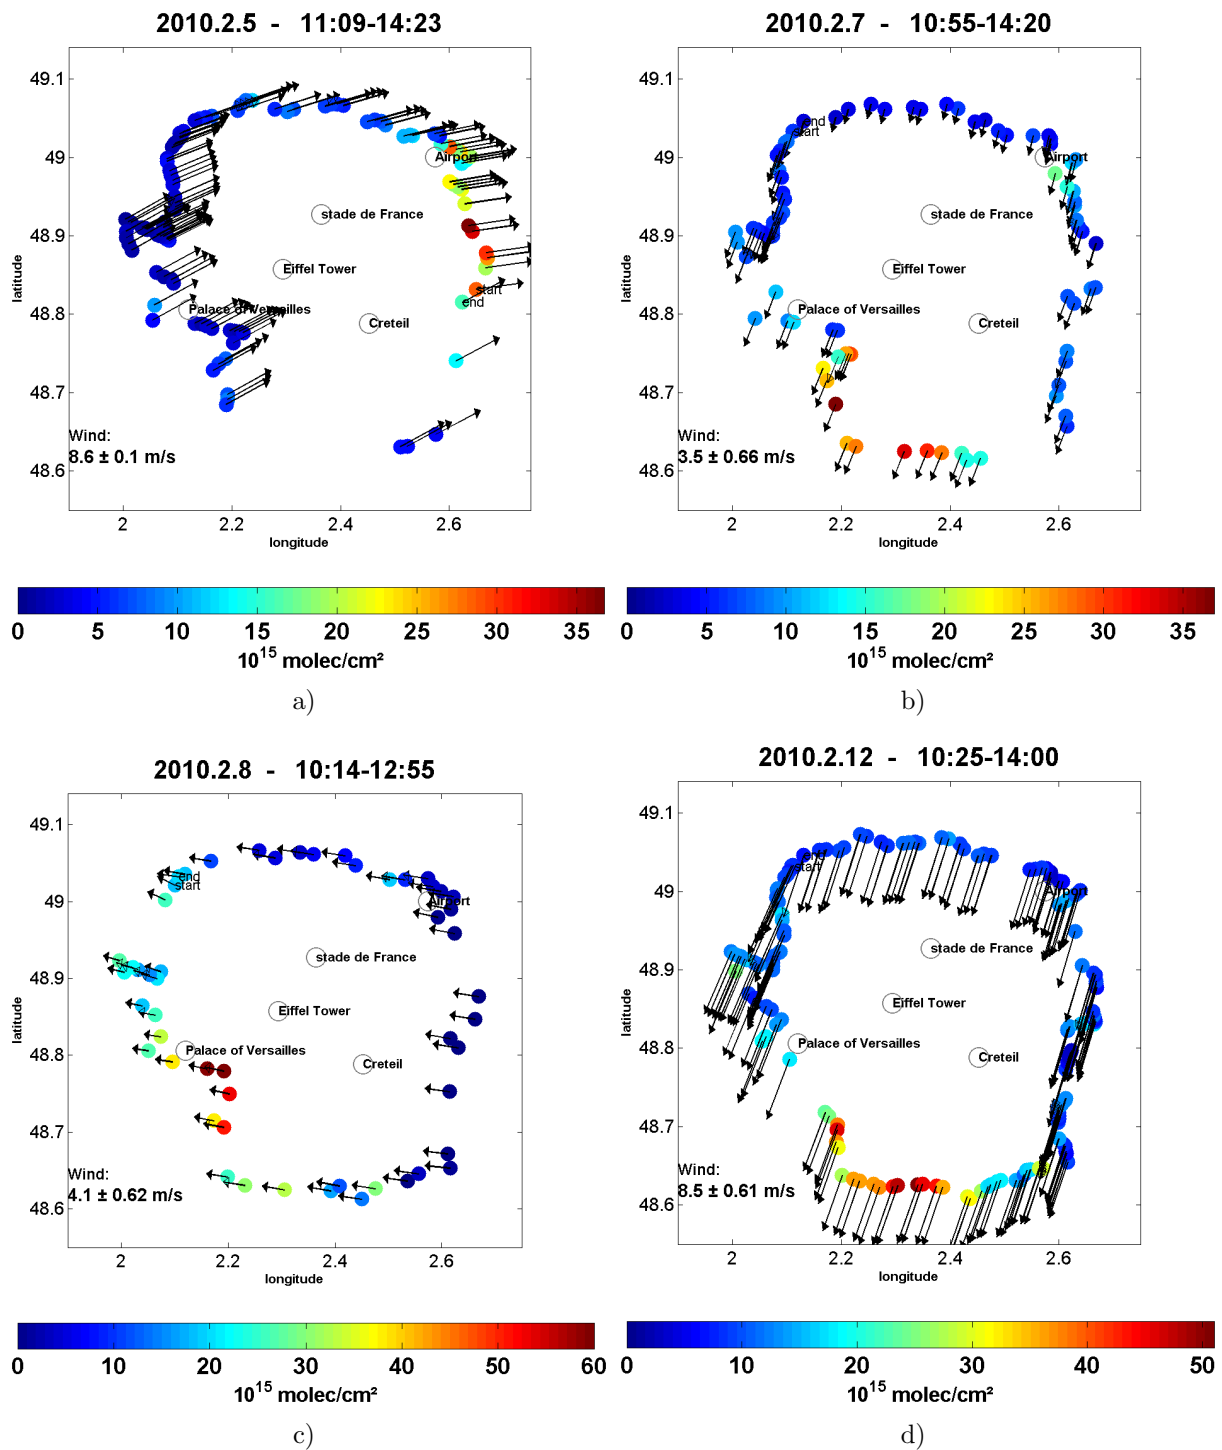 2010.2.5 - 11:09-14:23
49.1
49
48.9
48.8
48.7
48.6
latitude
Airport
stade de France
Eiffel Tower
start
end
Palace of Versailles
Creteil
Wind:
8.6 ± 0.1 m/s
2 2.2 2.4 2.6
longitude
0 5 10 15 20 25 30 35
10¹⁵ molec/cm²
a)
2010.2.7 - 10:55-14:20
49.1
49
48.9
48.8
48.7
48.6
latitude
end
start
Airport
stade de France
Eiffel Tower
Palace of Versailles
Creteil
Wind:
3.5 ± 0.66 m/s
2 2.2 2.4 2.6
longitude
0 5 10 15 20 25 30 35
10¹⁵ molec/cm²
b)
2010.2.8 - 10:14-12:55
49.1
49
48.9
48.8
48.7
48.6
latitude
end
start
Airport
stade de France
Eiffel Tower
Palace of Versailles
Creteil
Wind:
4.1 ± 0.62 m/s
2 2.2 2.4 2.6
longitude
0 10 20 30 40 50 60
10¹⁵ molec/cm²
c)
2010.2.12 - 10:25-14:00
49.1
49
48.9
48.8
48.7
48.6
latitude
end
start
Airport
stade de France
Eiffel Tower
Palace of Versailles
Creteil
Wind:
8.5 ± 0.61 m/s
2 2.2 2.4 2.6
longitude
0 10 20 30 40 50
10¹⁵ molec/cm²
d)